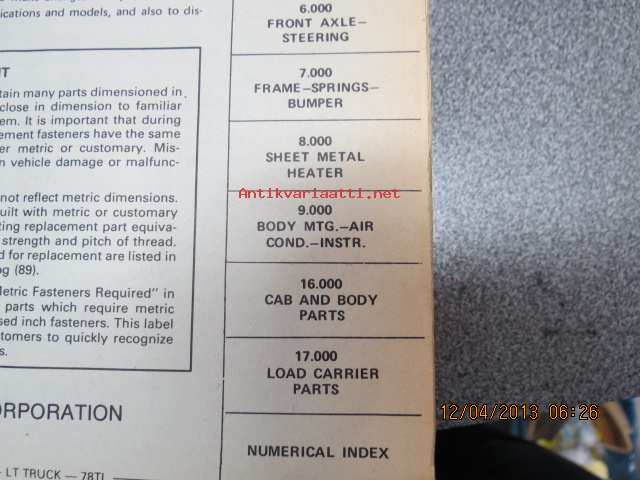 ications and models, and also to dis-
tain many parts dimensioned in
close in dimension to familiar
em. It is important that during
ement fasteners have the same
er metric or customary. Mis-
n vehicle damage or malfunc-
not reflect metric dimensions.
uilt with metric or customary
ting replacement part equiva-
strength and pitch of thread.
d for replacement are listed in
og (89).
Metric Fasteners Required" in
parts which require metric
sed inch fasteners. This label
tomers to quickly recognize
s.
ORPORATION
LT TRUCK — 78TL
6.000
FRONT AXLE–
STEERING
7.000
FRAME–SPRINGS–
BUMPER
8.000
SHEET METAL
HEATER
Antikvariaatti.net
9.000
BODY MTG.–AIR
COND.–INSTR.
16.000
CAB AND BODY
PARTS
17.000
LOAD CARRIER
PARTS
NUMERICAL INDEX
12/04/2013 06:26